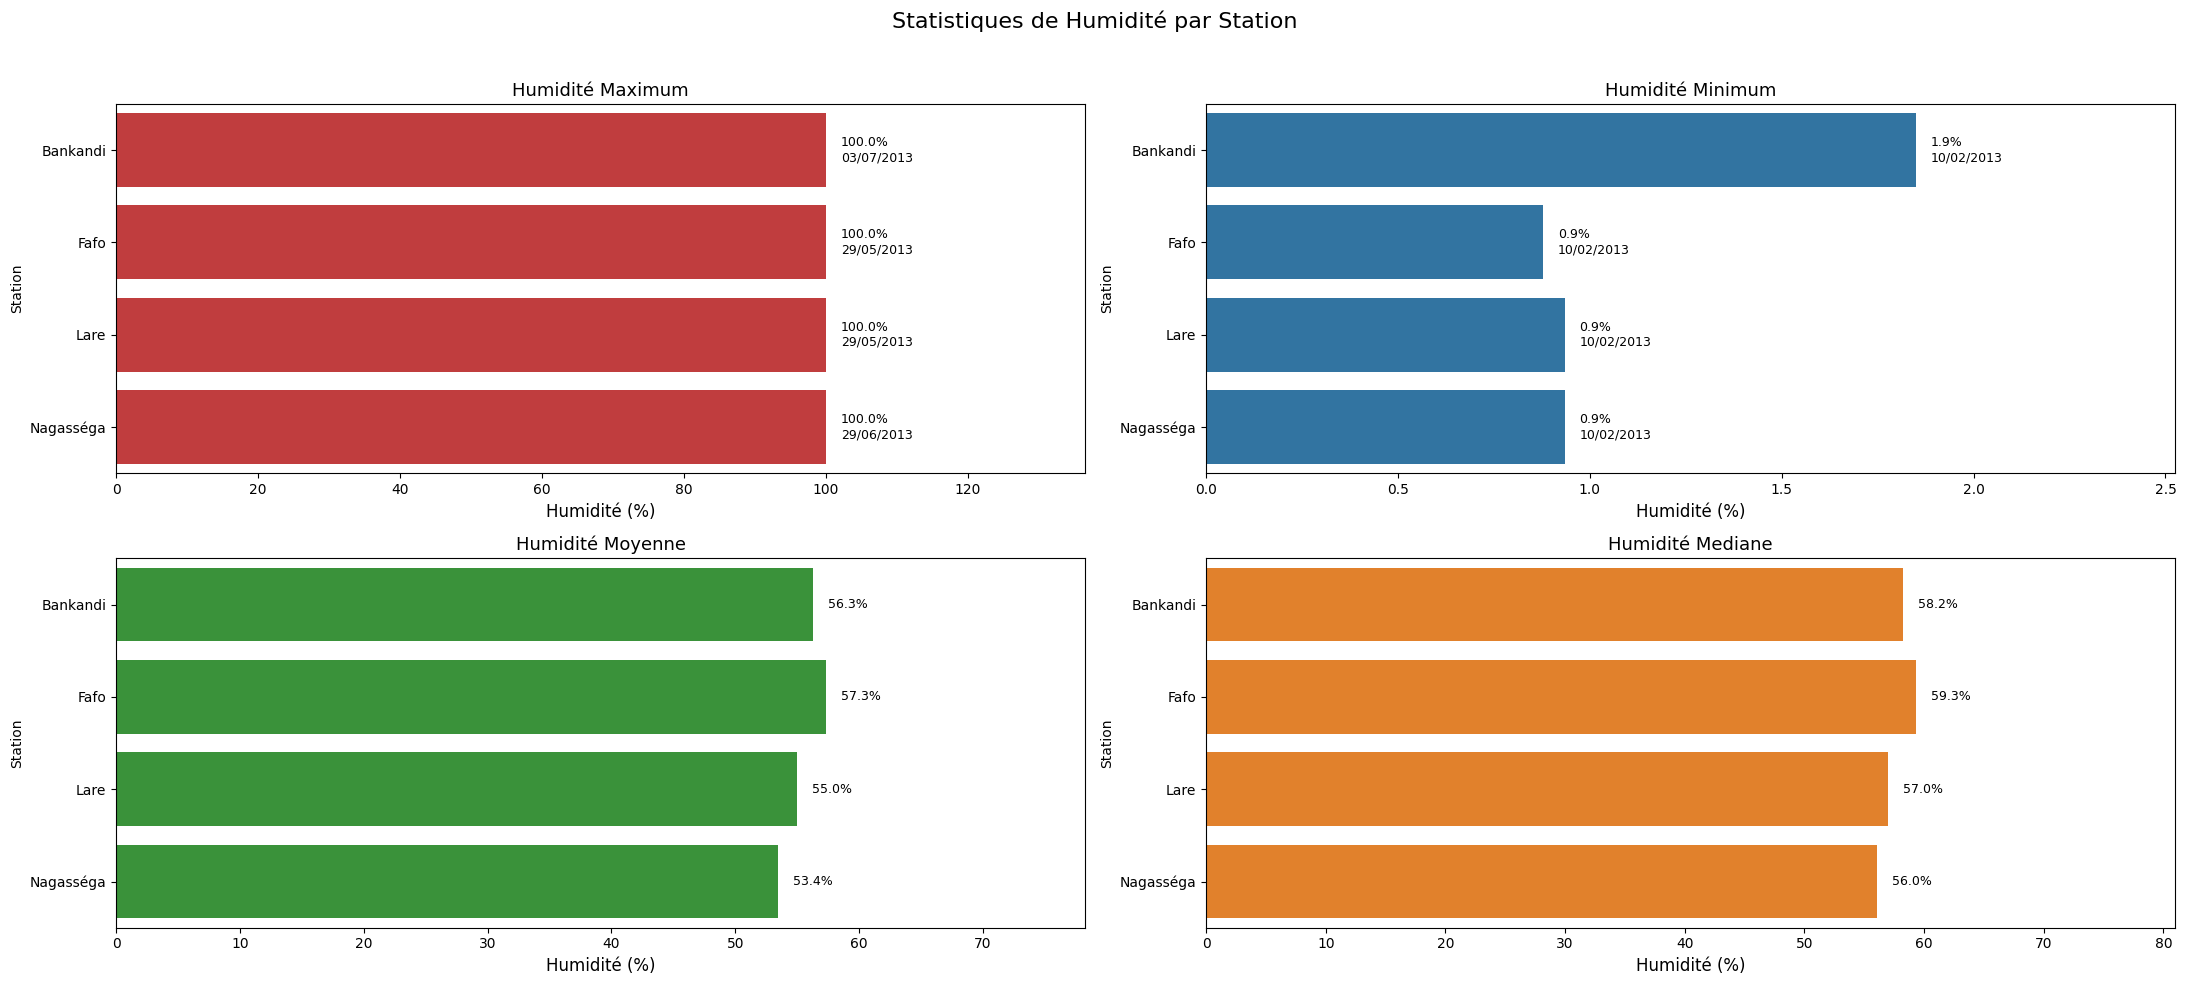 Statistiques de Humidité par Station
Humidité Maximum
Station
Bankandi
Fafo
Lare
Nagasséga
100.0%
03/07/2013
100.0%
29/05/2013
100.0%
29/05/2013
100.0%
29/06/2013
0 20 40 60 80 100 120
Humidité (%)
Humidité Minimum
Station
Bankandi
Fafo
Lare
Nagasséga
1.9%
10/02/2013
0.9%
10/02/2013
0.9%
10/02/2013
0.9%
10/02/2013
0.0 0.5 1.0 1.5 2.0 2.5
Humidité (%)
Humidité Moyenne
Station
Bankandi
Fafo
Lare
Nagasséga
56.3%
57.3%
55.0%
53.4%
0 10 20 30 40 50 60 70
Humidité (%)
Humidité Mediane
Station
Bankandi
Fafo
Lare
Nagasséga
58.2%
59.3%
57.0%
56.0%
0 10 20 30 40 50 60 70 80
Humidité (%)